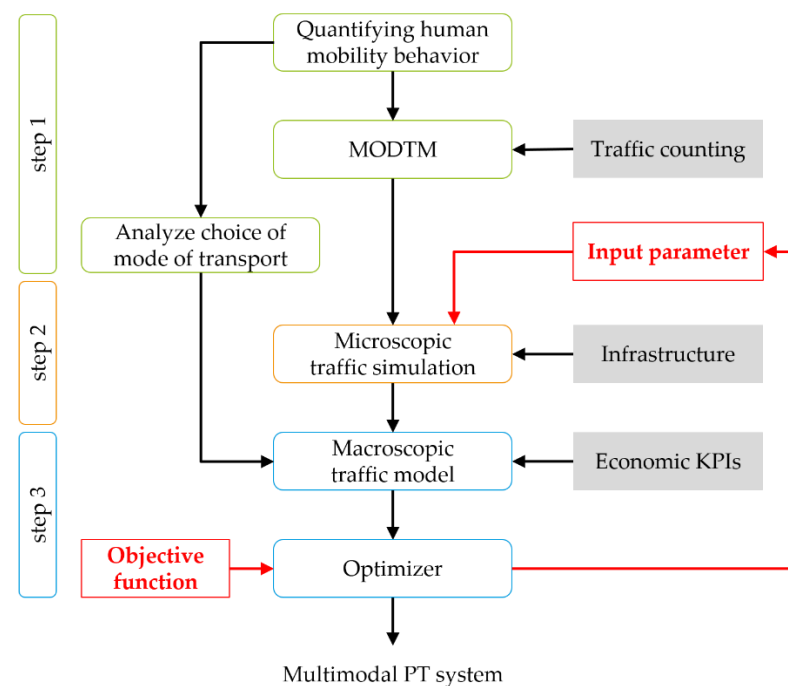 Quantifying human
mobility behavior
step 1
MODTM
Traffic counting
Analyze choice of
mode of transport
Input parameter
step 2
Microscopic
traffic simulation
Infrastructure
step 3
Macroscopic
traffic model
Economic KPIs
Objective
function
Optimizer
Multimodal PT system